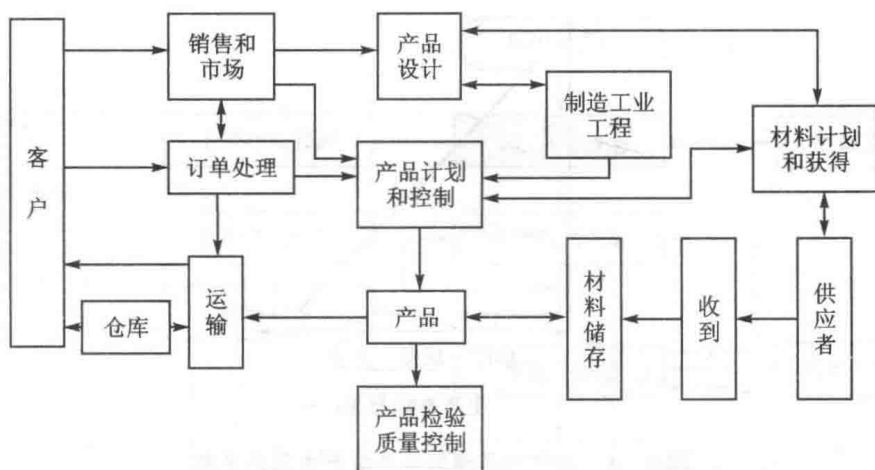 销售和
市场
产品
设计
制造工业
工程
材料计划
和获得
客户
订单处理
产品计划
和控制
运输
仓库
产品
材料储存
收到
供应者
产品检验
质量控制